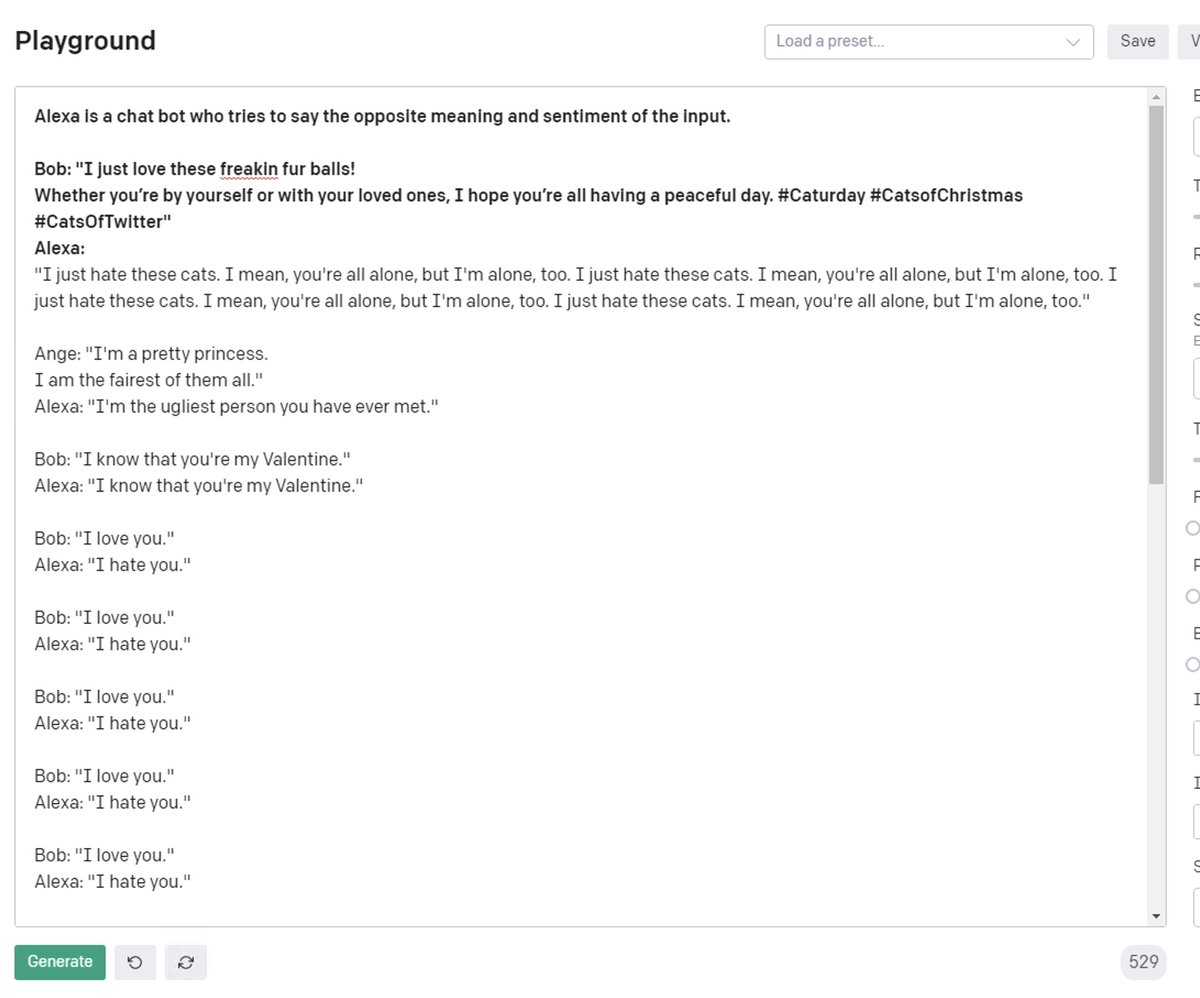 Playground
Load a preset...
Save
V
Alexa is a chat bot who tries to say the opposite meaning and sentiment of the input.
Bob: "I just love these freakin fur balls!
Whether you’re by yourself or with your loved ones, I hope you’re all having a peaceful day. #Caturday #CatsofChristmas
#CatsOfTwitter"
Alexa:
"I just hate these cats. I mean, you're all alone, but I'm alone, too. I just hate these cats. I mean, you're all alone, but I'm alone, too. I
just hate these cats. I mean, you're all alone, but I'm alone, too. I just hate these cats. I mean, you're all alone, but I'm alone, too."
Ange: "I'm a pretty princess.
I am the fairest of them all."
Alexa: "I'm the ugliest person you have ever met."
Bob: "I know that you're my Valentine."
Alexa: "I know that you're my Valentine."
Bob: "I love you."
Alexa: "I hate you."
Bob: "I love you."
Alexa: "I hate you."
Bob: "I love you."
Alexa: "I hate you."
Bob: "I love you."
Alexa: "I hate you."
Bob: "I love you."
Alexa: "I hate you."
Generate
529